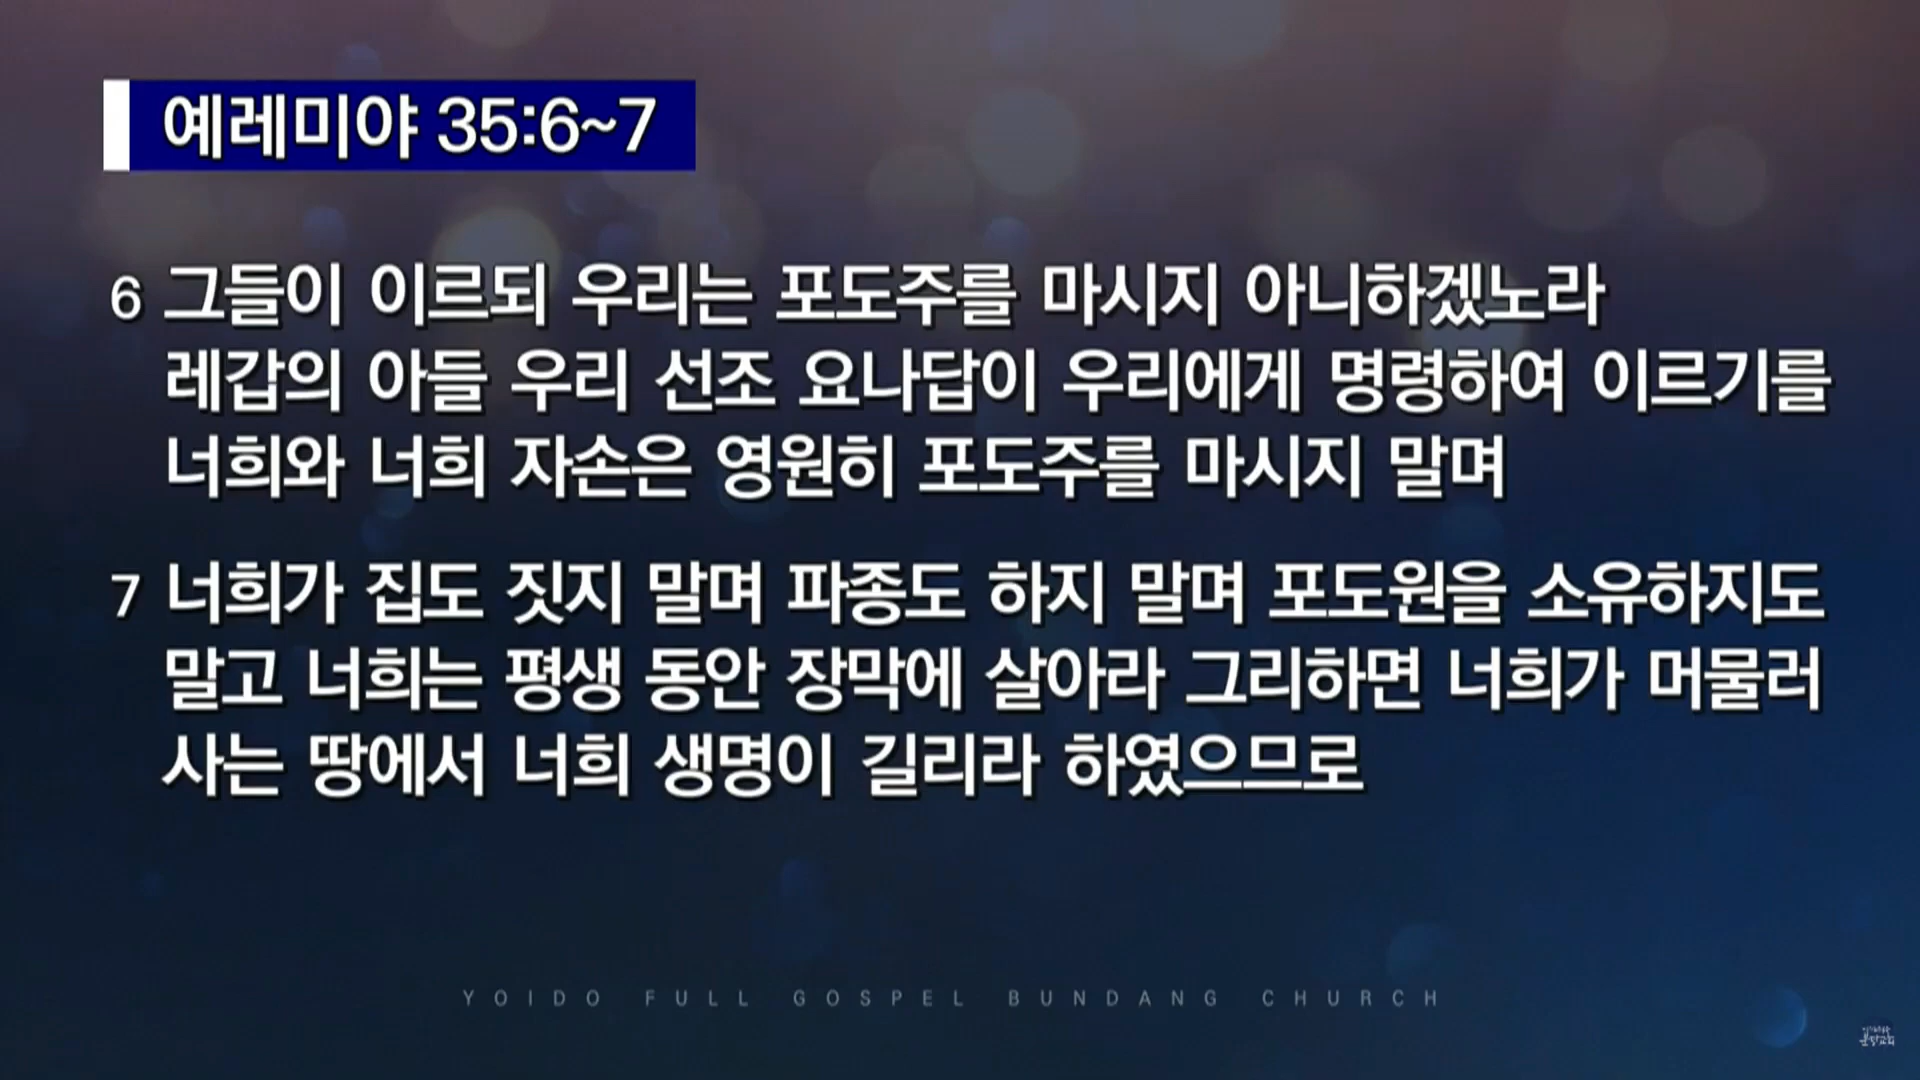 예레미야 35:6~7
6 그들이 이르되 우리는 포도주를 마시지 아니하겠노라
레갑의 아들 우리 선조 요나답이 우리에게 명령하여 이르기를
너희와 너희 자손은 영원히 포도주를 마시지 말며
7 너희가 집도 짓지 말며 파종도 하지 말며 포도원을 소유하지도
말고 너희는 평생 동안 장막에 살아라 그리하면 너희가 머물러
사는 땅에서 너희 생명이 길리라 하였으므로
YOIDO FULL GOSPEL BUNDANG CHURCH
분당교회